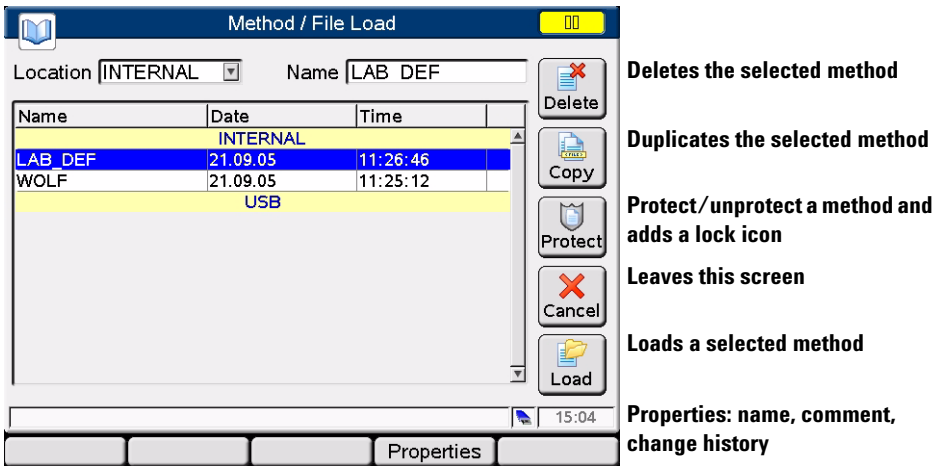 Method / File Load
Location INTERNAL Name LAB DEF
Deletes the selected method
Delete
Name Date Time
INTERNAL
LAB_DEF 21.09.05 11:26:46
WOLF 21.09.05 11:25:12
USB
Duplicates the selected method
Copy
Protect/unprotect a method and
adds a lock icon
Protect
Leaves this screen
Cancel
Loads a selected method
Load
15:04
Properties: name, comment,
change history
Properties